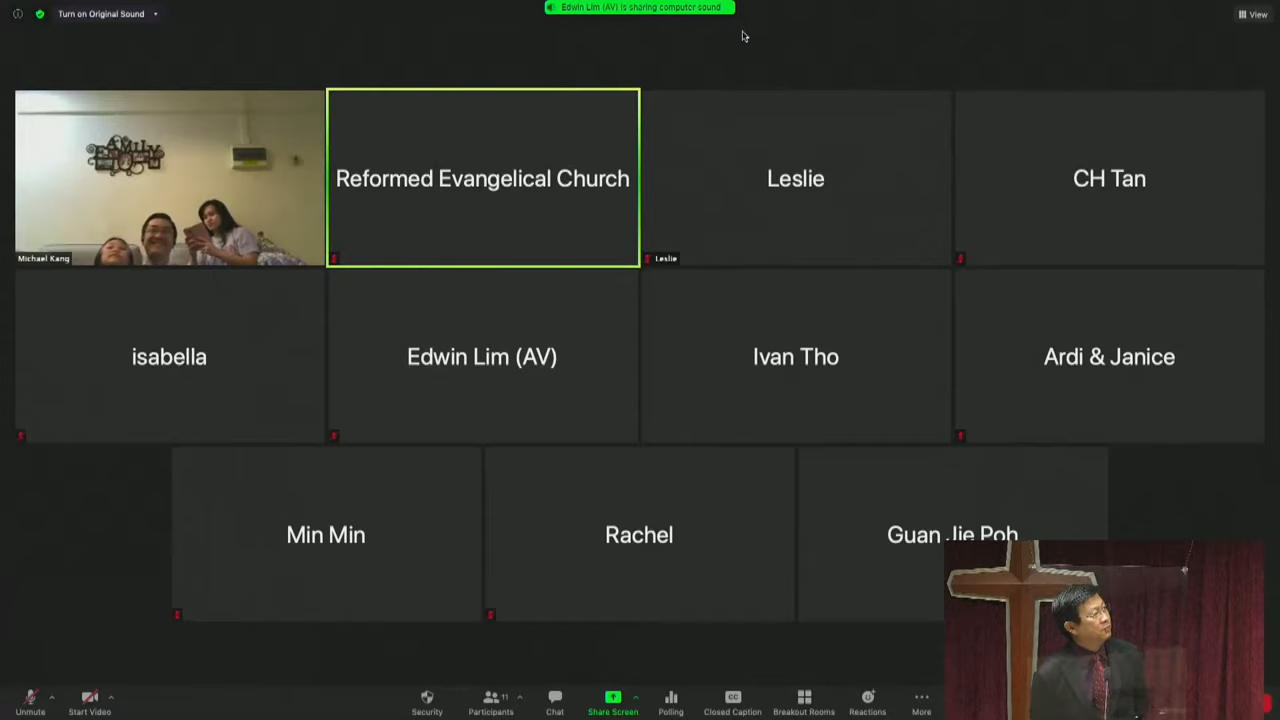 Turn on Original Sound
Edwin Lim (AV) is sharing computer sound
View
FAMILY
Michael Kang
Reformed Evangelical Church
Leslie
Leslie
CH Tan
isabella
Edwin Lim (AV)
Ivan Tho
Ardi & Janice
Min Min
Rachel
Guan Jie Poh
Unmute
Start Video
Security
Participants
11
Chat
Share Screen
Polling
CC
Closed Caption
Breakout Rooms
Reactions
More